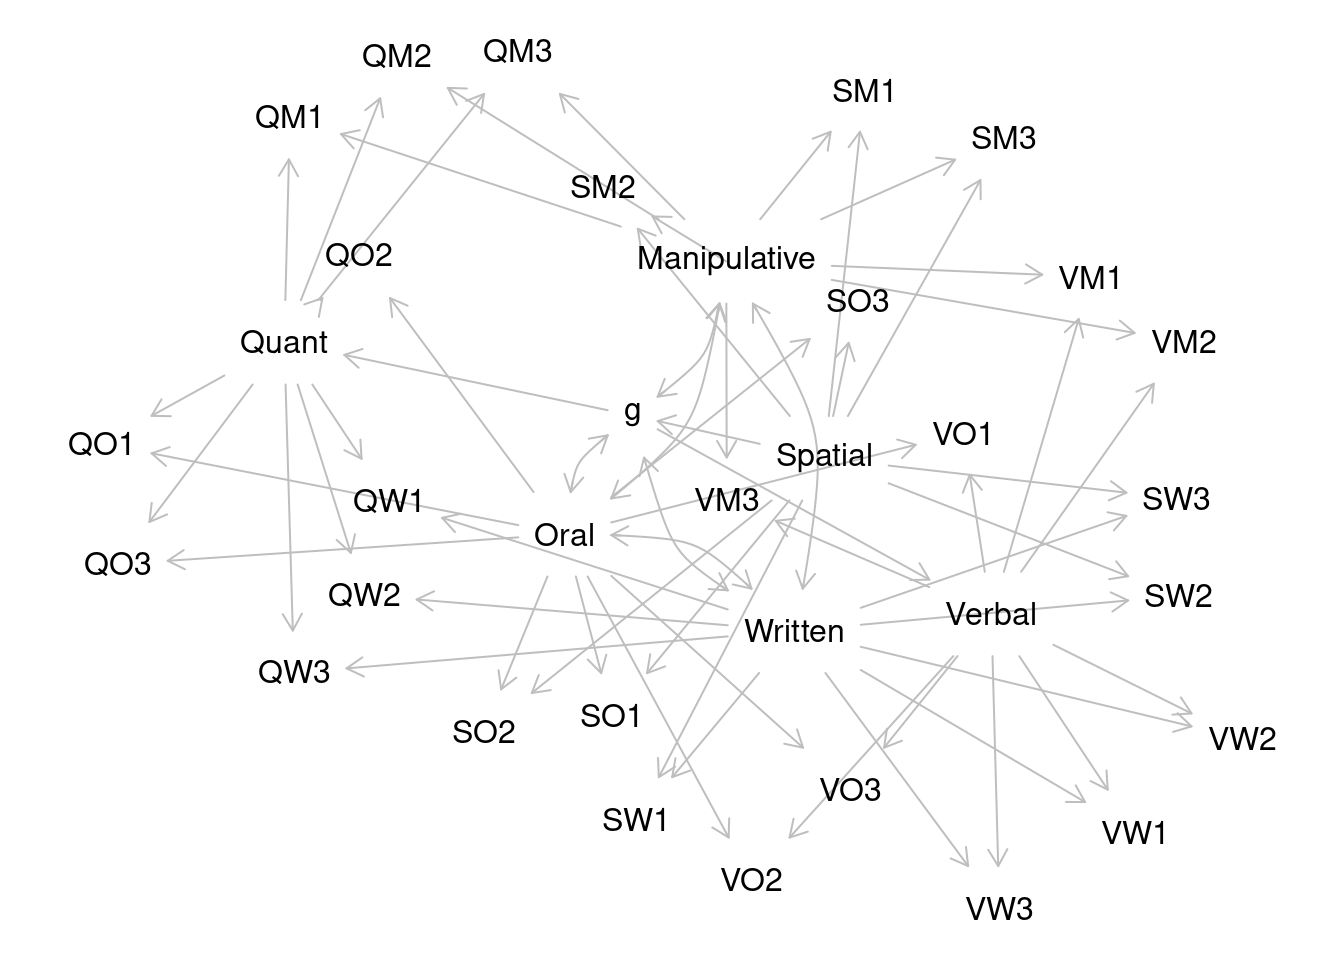 QM3
QM2
SM1
QM1
SM3
SM2
QO2
Manipulative
VM1
SO3
Quant
VM2
g
VO1
QO1
Spatial
SW3
VM3
QW1
Oral
QO3
QW2
SW2
Verbal
Written
QW3
SO1
SO2
VW2
VO3
SW1
VW1
VO2
VW3